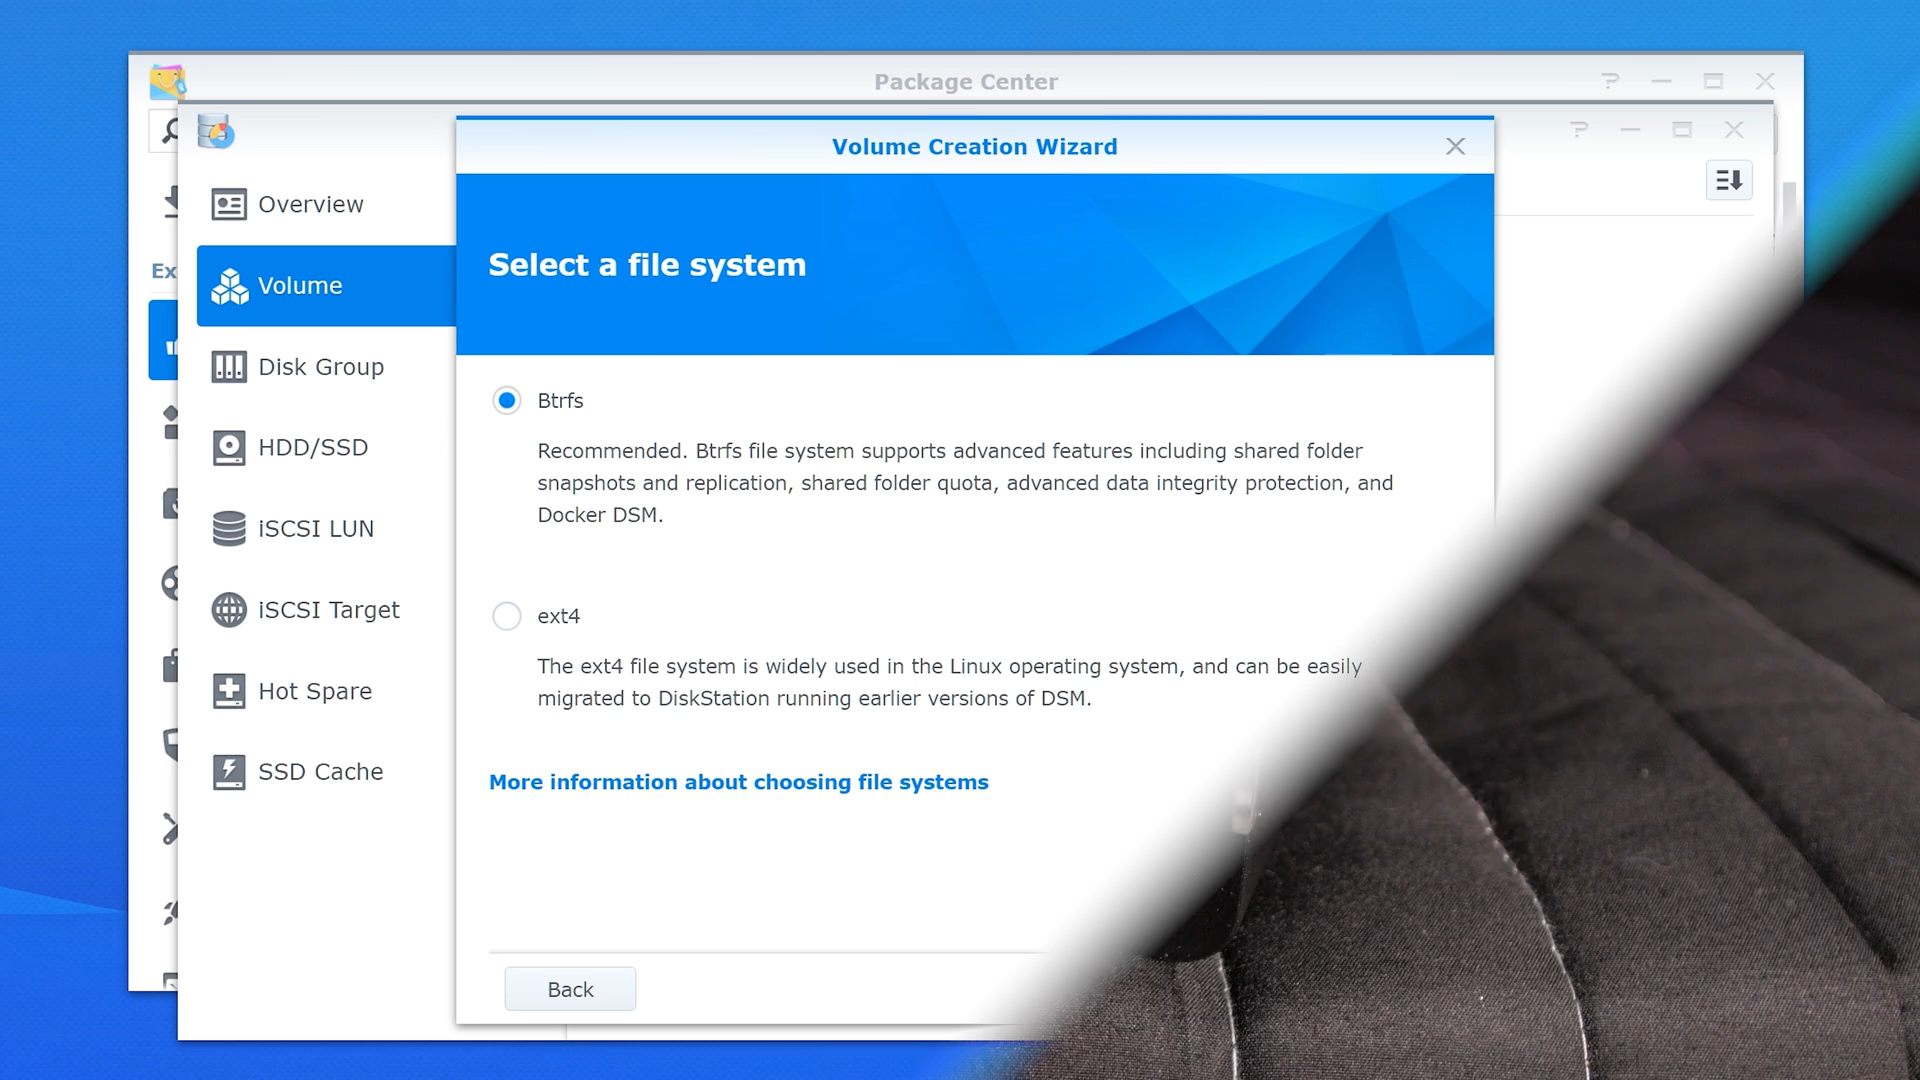 Package Center
Volume Creation Wizard
Overview
Ex
Volume
Select a file system
Disk Group
HDD/SSD
iSCSI LUN
iSCSI Target
Hot Spare
SSD Cache
Btrfs
Recommended. Btrfs file system supports advanced features including shared folder
snapshots and replication, shared folder quota, advanced data integrity protection, and
Docker DSM.
ext4
The ext4 file system is widely used in the Linux operating system, and can be easily
migrated to DiskStation running earlier versions of DSM.
More information about choosing file systems
Back